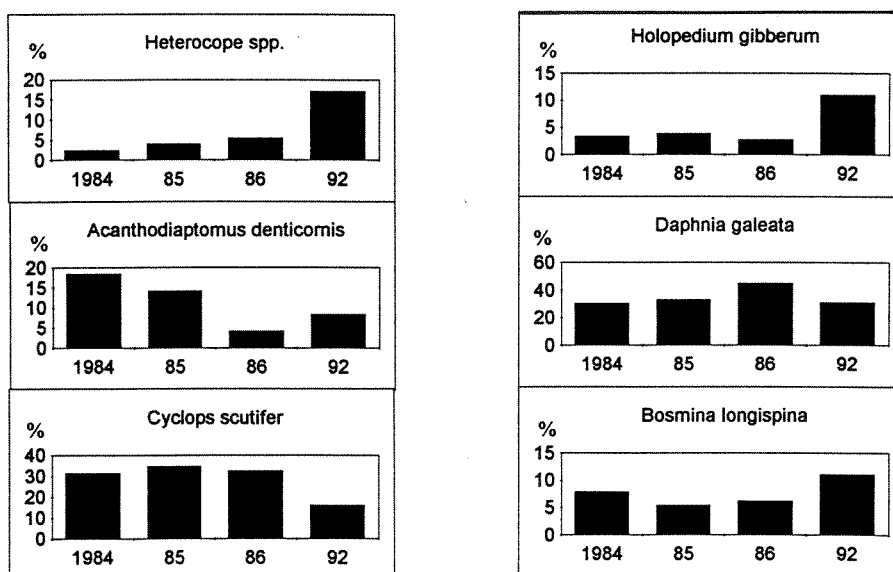 Heterocope spp.
%
20
15
10
5
0
1984 85 86 92
Acanthodiaptomus denticornis
%
20
15
10
5
0
1984 85 86 92
Cyclops scutifer
%
40
30
20
10
0
1984 85 86 92
Holopedium gibberum
%
15
10
5
0
1984 85 86 92
Daphnia galeata
%
60
40
20
0
1984 85 86 92
Bosmina longispina
%
15
10
5
0
1984 85 86 92